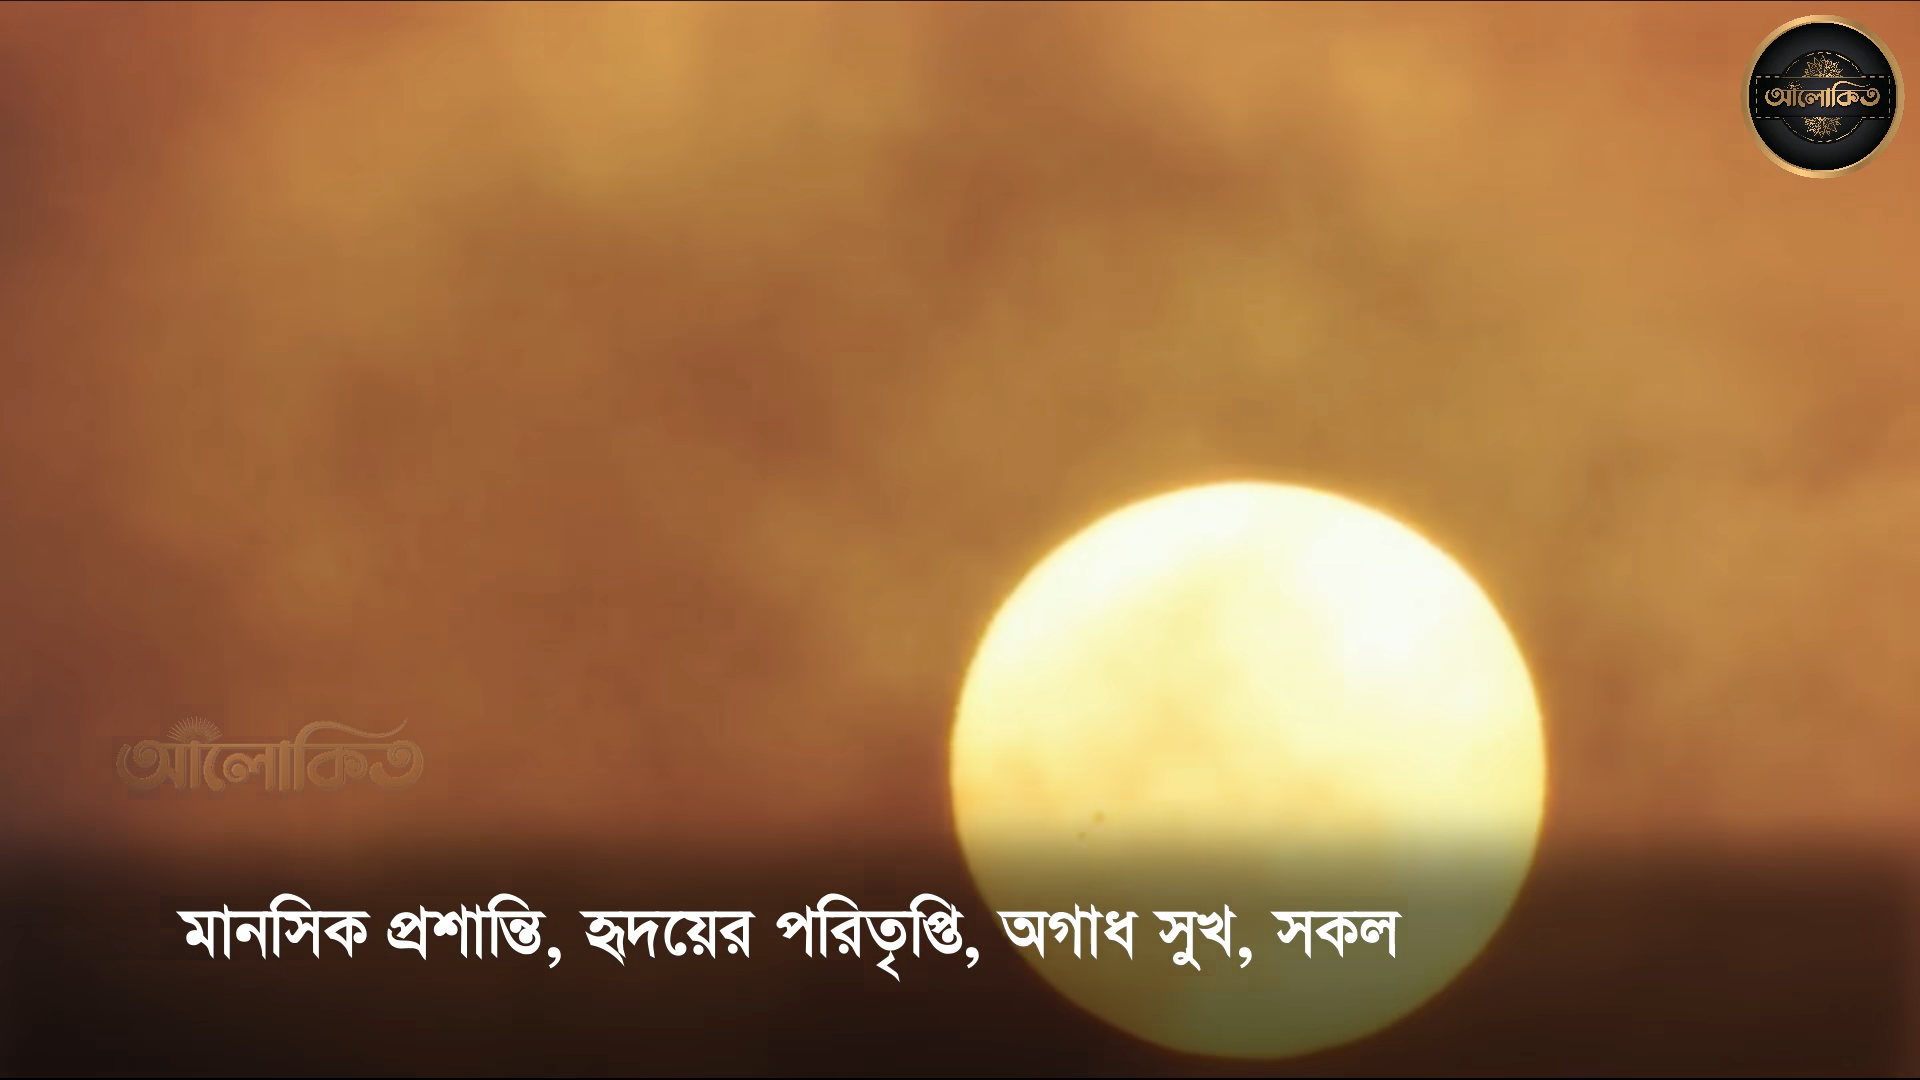 আলোকিত
আলোকিত
মানসিক প্রশান্তি, হৃদয়ের পরিতৃপ্তি, অগাধ সুখ, সকল